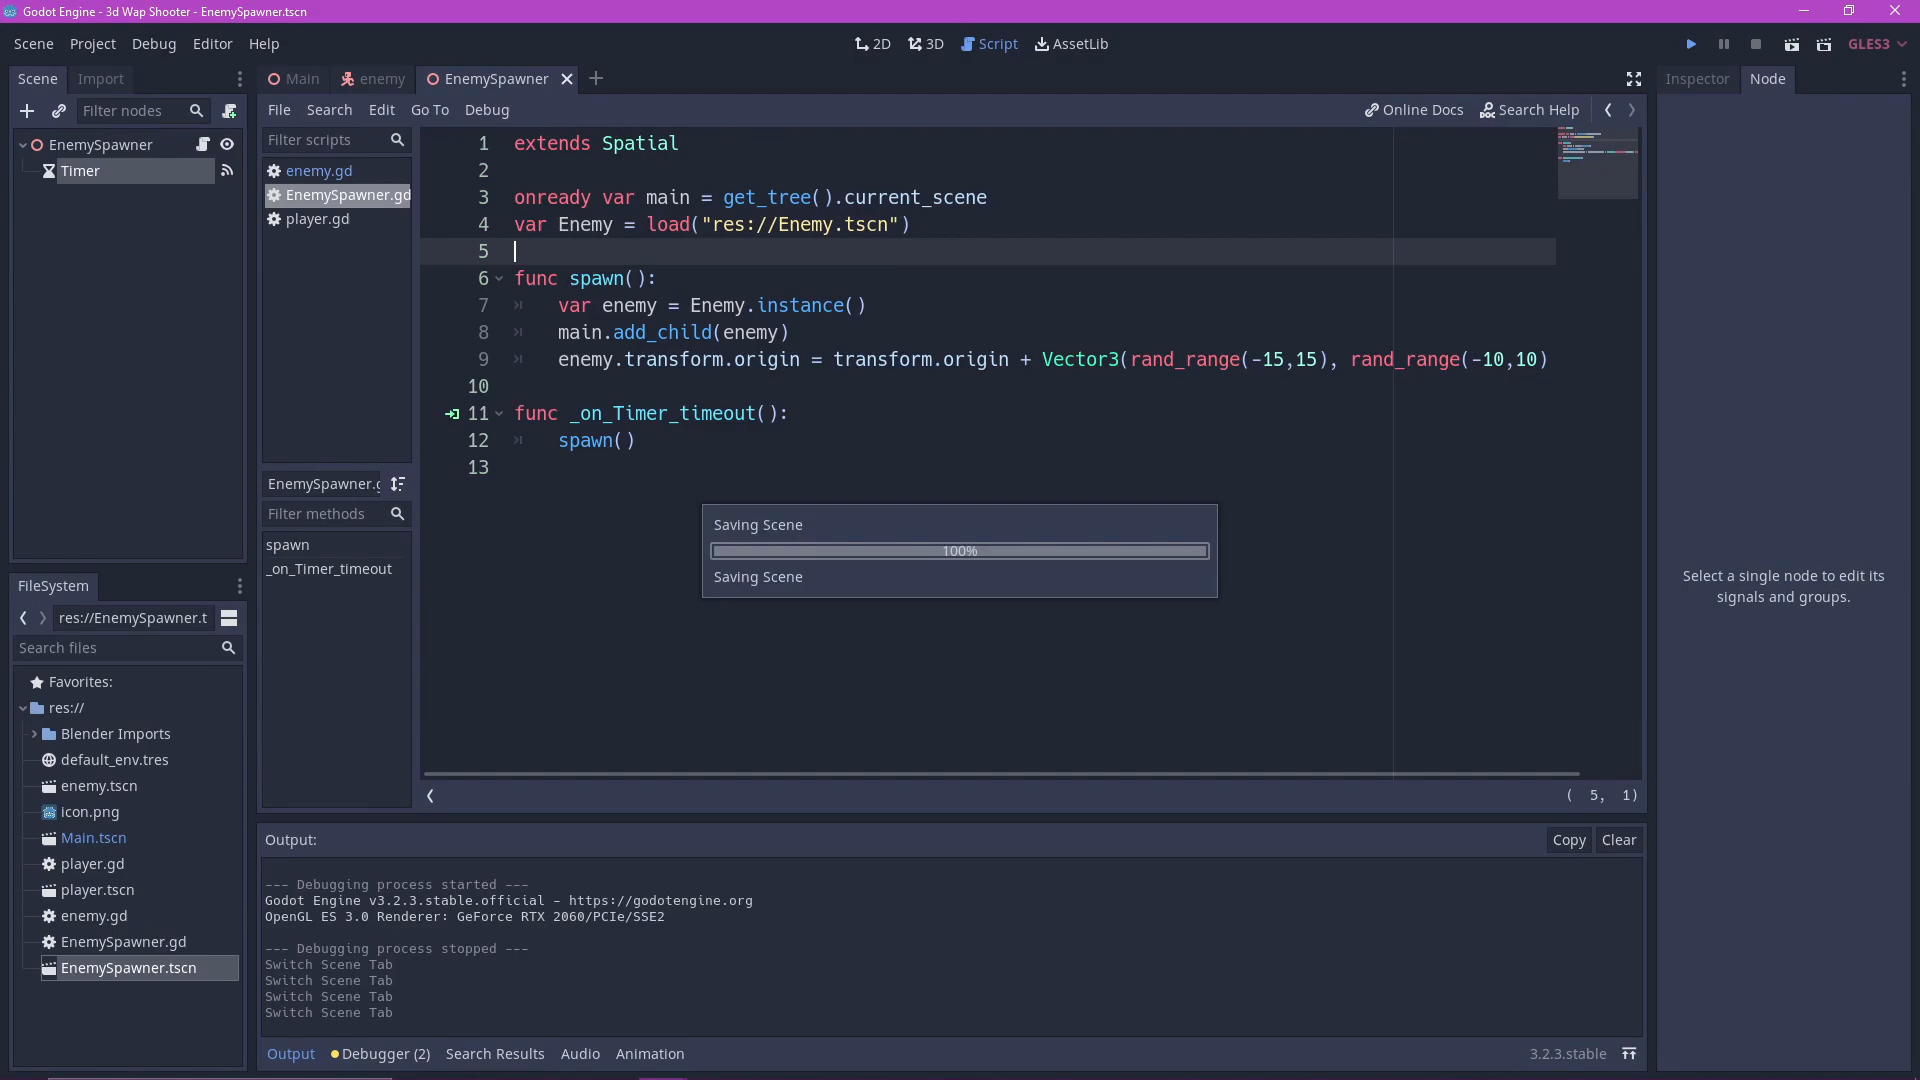 Godot Engine - 3d Wap Shooter - EnemySpawner.tscn
Scene Project Debug Editor Help
2D 3D Script AssetLib
GLES3
Scene Import
Filter nodes
EnemySpawner
Timer
Main enemy EnemySpawner
File Search Edit Go To Debug
Online Docs Search Help
Filter scripts
enemy.gd
EnemySpawner.gd
player.gd
EnemySpawner.g
Filter methods
spawn
_on_Timer_timeout
1 extends Spatial
2
3 onready var main = get_tree().current_scene
4 var Enemy = load("res://Enemy.tscn")
5
6 func spawn():
7 var enemy = Enemy.instance()
8 main.add_child(enemy)
9 enemy.transform.origin = transform.origin + Vector3(rand_range(-15,15), rand_range(-10,10)
10
11 func _on_Timer_timeout():
12 spawn()
13
Saving Scene
100%
Saving Scene
( 5, 1)
FileSystem
res://EnemySpawner.t
Search files
Favorites:
res://
Blender Imports
default_env.tres
enemy.tscn
icon.png
Main.tscn
player.gd
player.tscn
enemy.gd
EnemySpawner.gd
EnemySpawner.tscn
Output:
Copy Clear
--- Debugging process started ---
Godot Engine v3.2.3.stable.official - https://godotengine.org
OpenGL ES 3.0 Renderer: GeForce RTX 2060/PCIe/SSE2
--- Debugging process stopped ---
Switch Scene Tab
Switch Scene Tab
Switch Scene Tab
Switch Scene Tab
Output Debugger (2) Search Results Audio Animation
3.2.3.stable
Inspector Node
Select a single node to edit its
signals and groups.